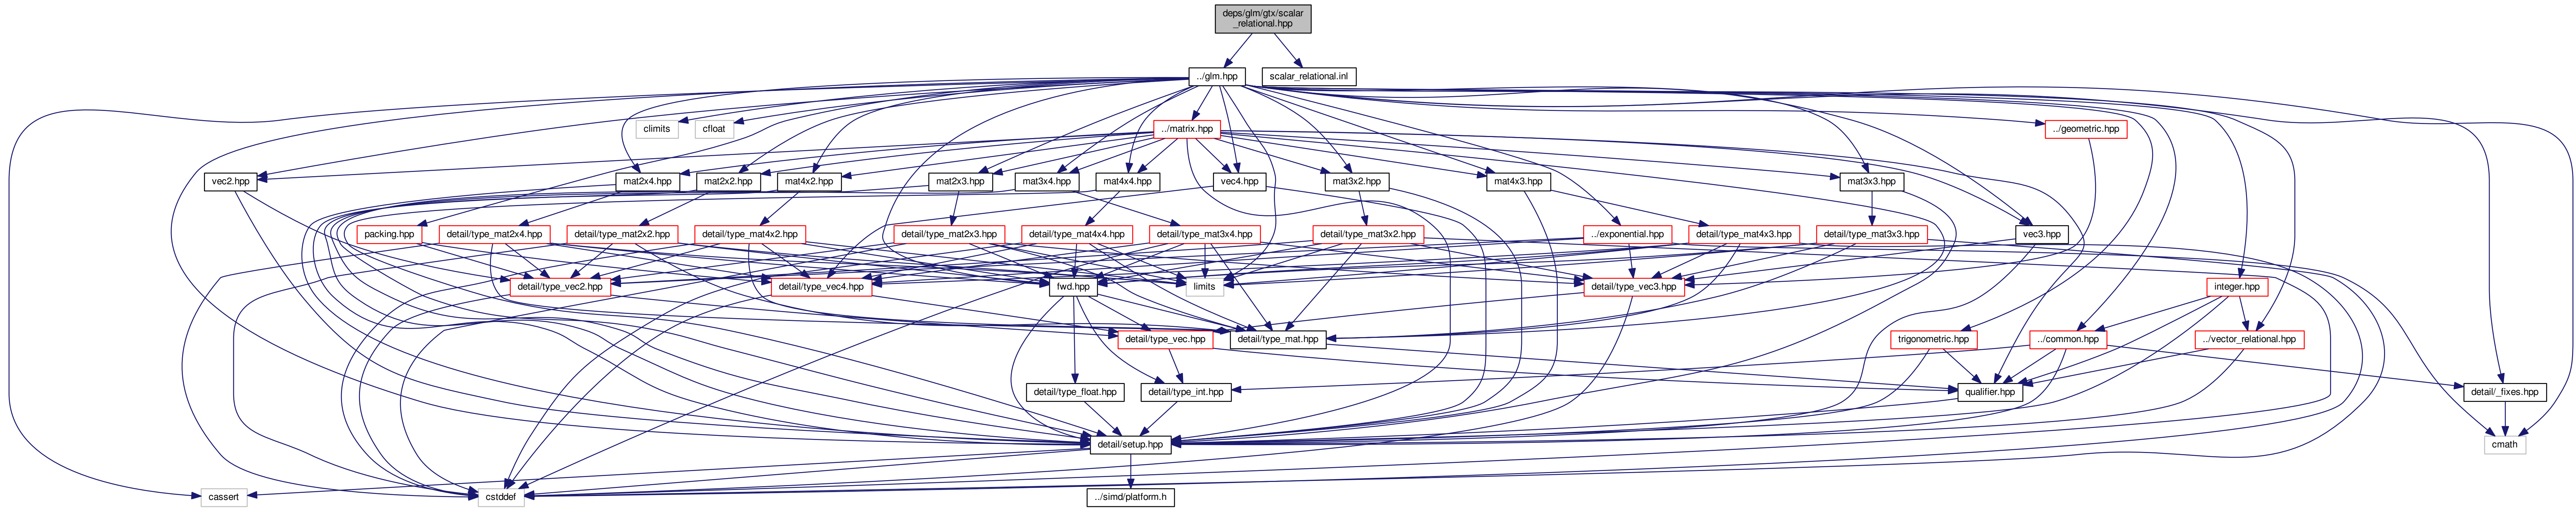 deps/glm/gtx/scalar
_relational.hpp
../glm.hpp
scalar_relational.inl
climits
cfloat
../matrix.hpp
../geometric.hpp
vec2.hpp
mat2x4.hpp
mat2x2.hpp
mat4x2.hpp
mat2x3.hpp
mat3x4.hpp
mat4x4.hpp
vec4.hpp
mat3x2.hpp
mat4x3.hpp
mat3x3.hpp
packing.hpp
detail/type_mat2x4.hpp
detail/type_mat2x2.hpp
detail/type_mat4x2.hpp
detail/type_mat2x3.hpp
detail/type_mat4x4.hpp
detail/type_mat3x4.hpp
detail/type_mat3x2.hpp
../exponential.hpp
detail/type_mat4x3.hpp
detail/type_mat3x3.hpp
vec3.hpp
detail/type_vec2.hpp
detail/type_vec4.hpp
fwd.hpp
limits
detail/type_vec3.hpp
integer.hpp
detail/type_vec.hpp
detail/type_mat.hpp
trigonometric.hpp
../common.hpp
../vector_relational.hpp
detail/type_float.hpp
detail/type_int.hpp
qualifier.hpp
detail/_fixes.hpp
detail/setup.hpp
cmath
cassert
cstddef
../simd/platform.h